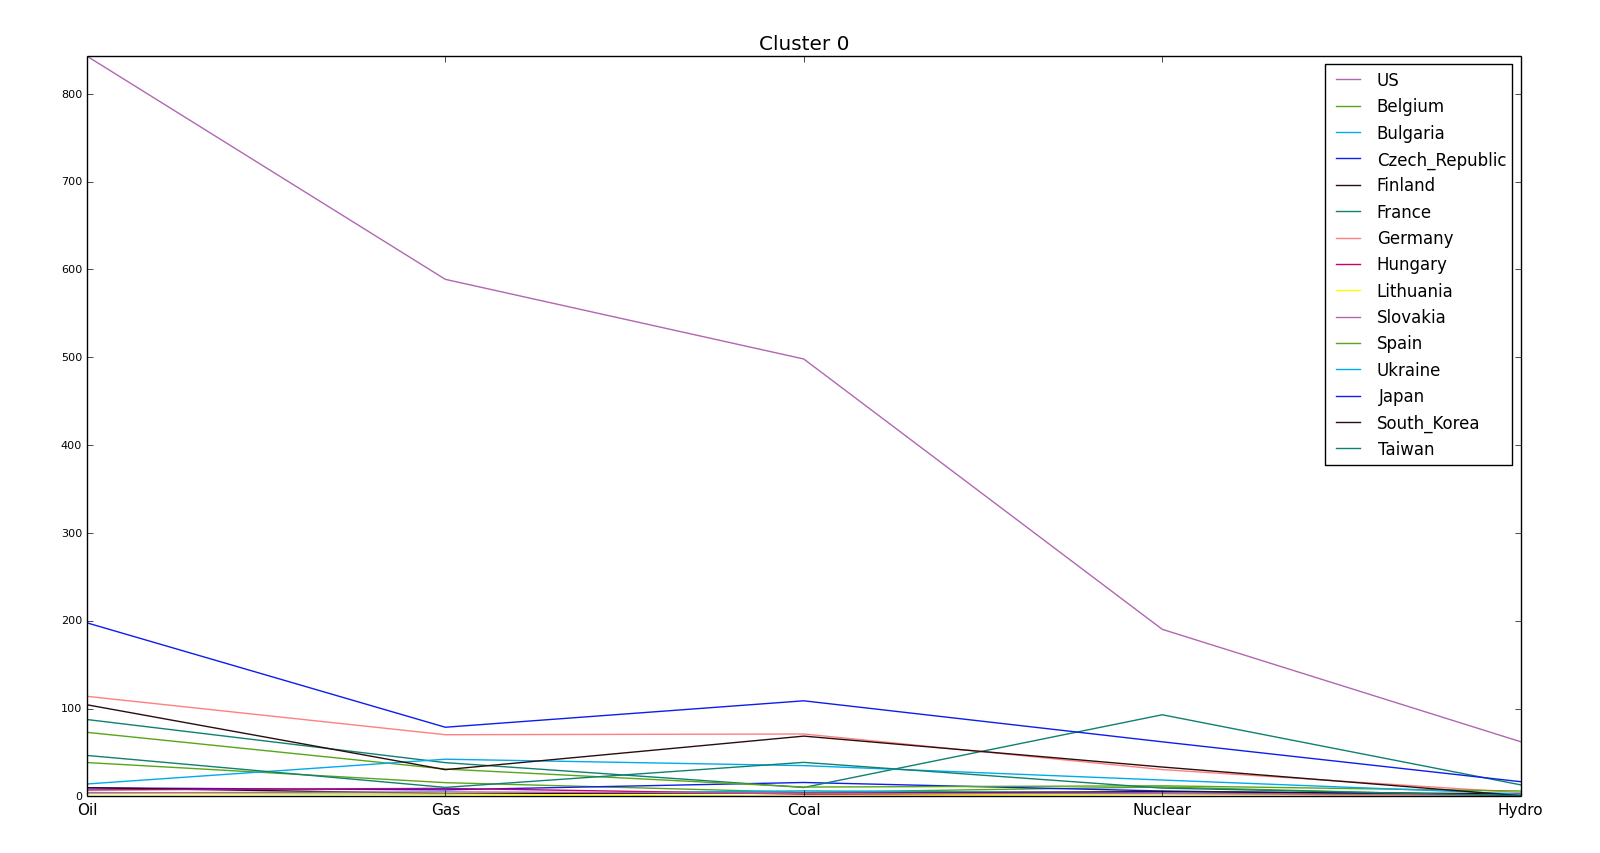 Cluster 0
800
700
600
500
400
300
200
100
0
Oil
Gas
Coal
Nuclear
Hydro
US
Belgium
Bulgaria
Czech_Republic
Finland
France
Germany
Hungary
Lithuania
Slovakia
Spain
Ukraine
Japan
South_Korea
Taiwan